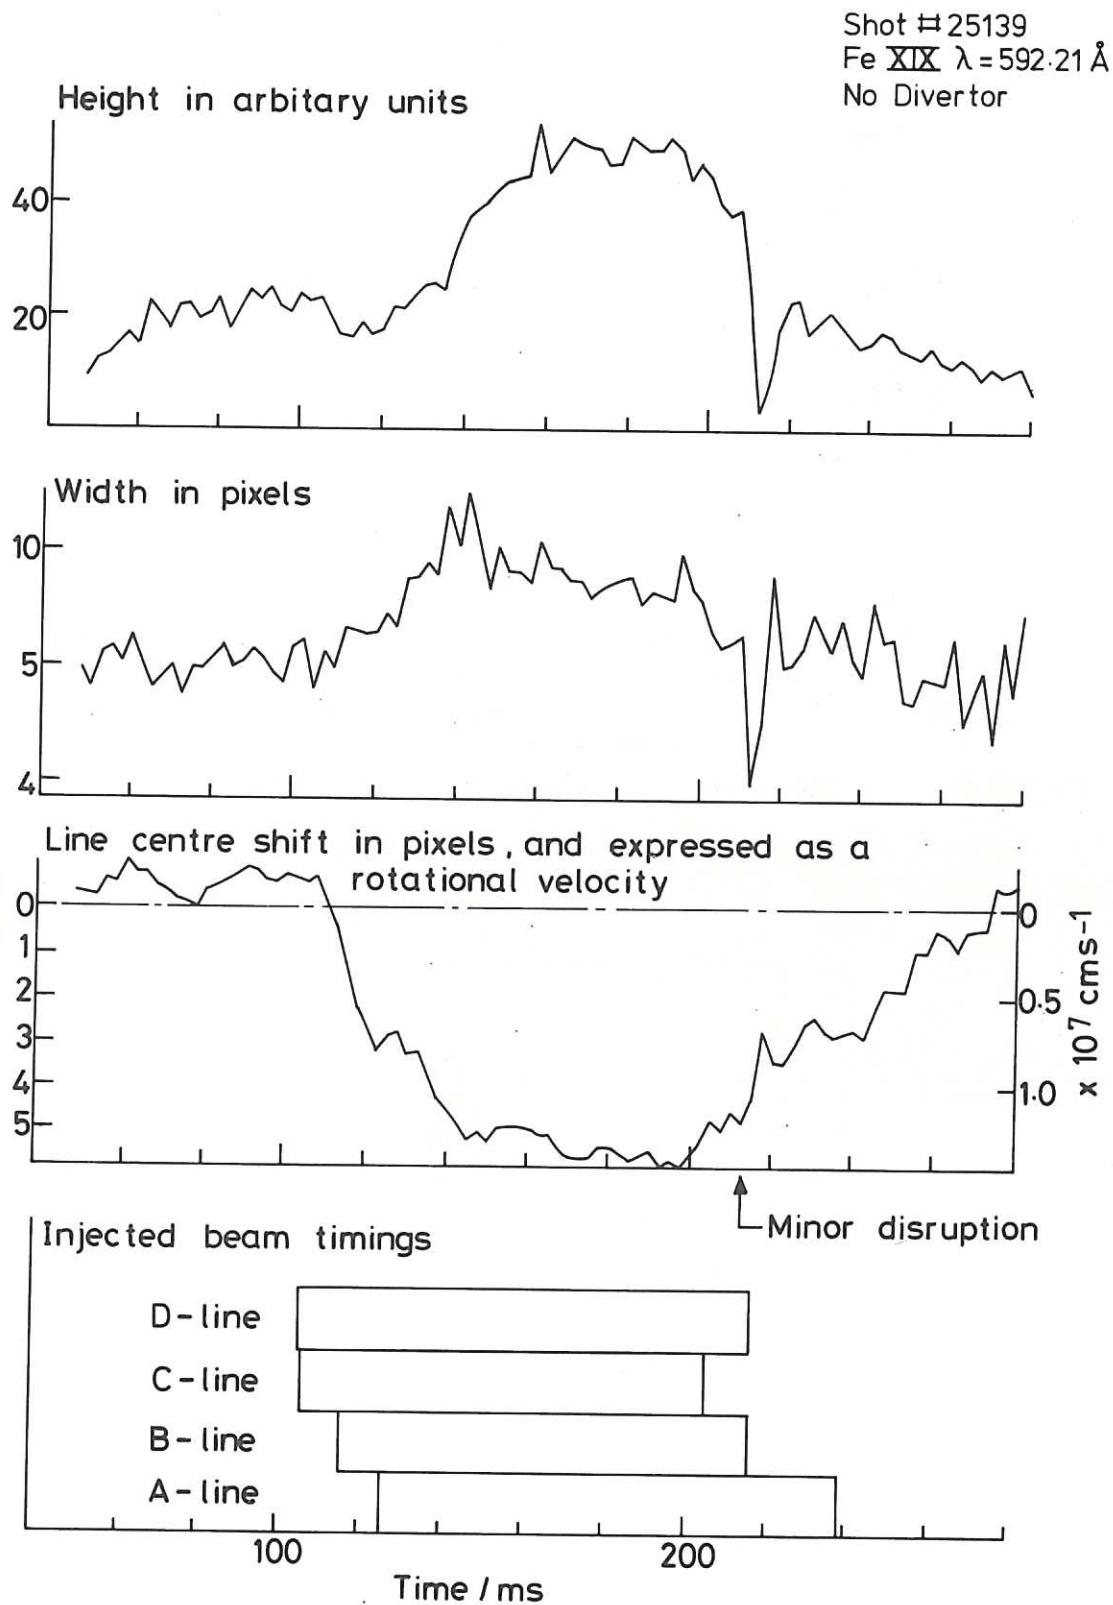 Shot #25139
Fe XIX λ=592·21 Å
No Divertor
Height in arbitary units
40
20
Width in pixels
10
5
4
Line centre shift in pixels, and expressed as a
rotational velocity
0
1
2
3
4
5
0
0.5
1.0
x 10⁷ cms⁻¹
Minor disruption
Injected beam timings
D-line
C-line
B-line
A-line
100
200
Time / ms